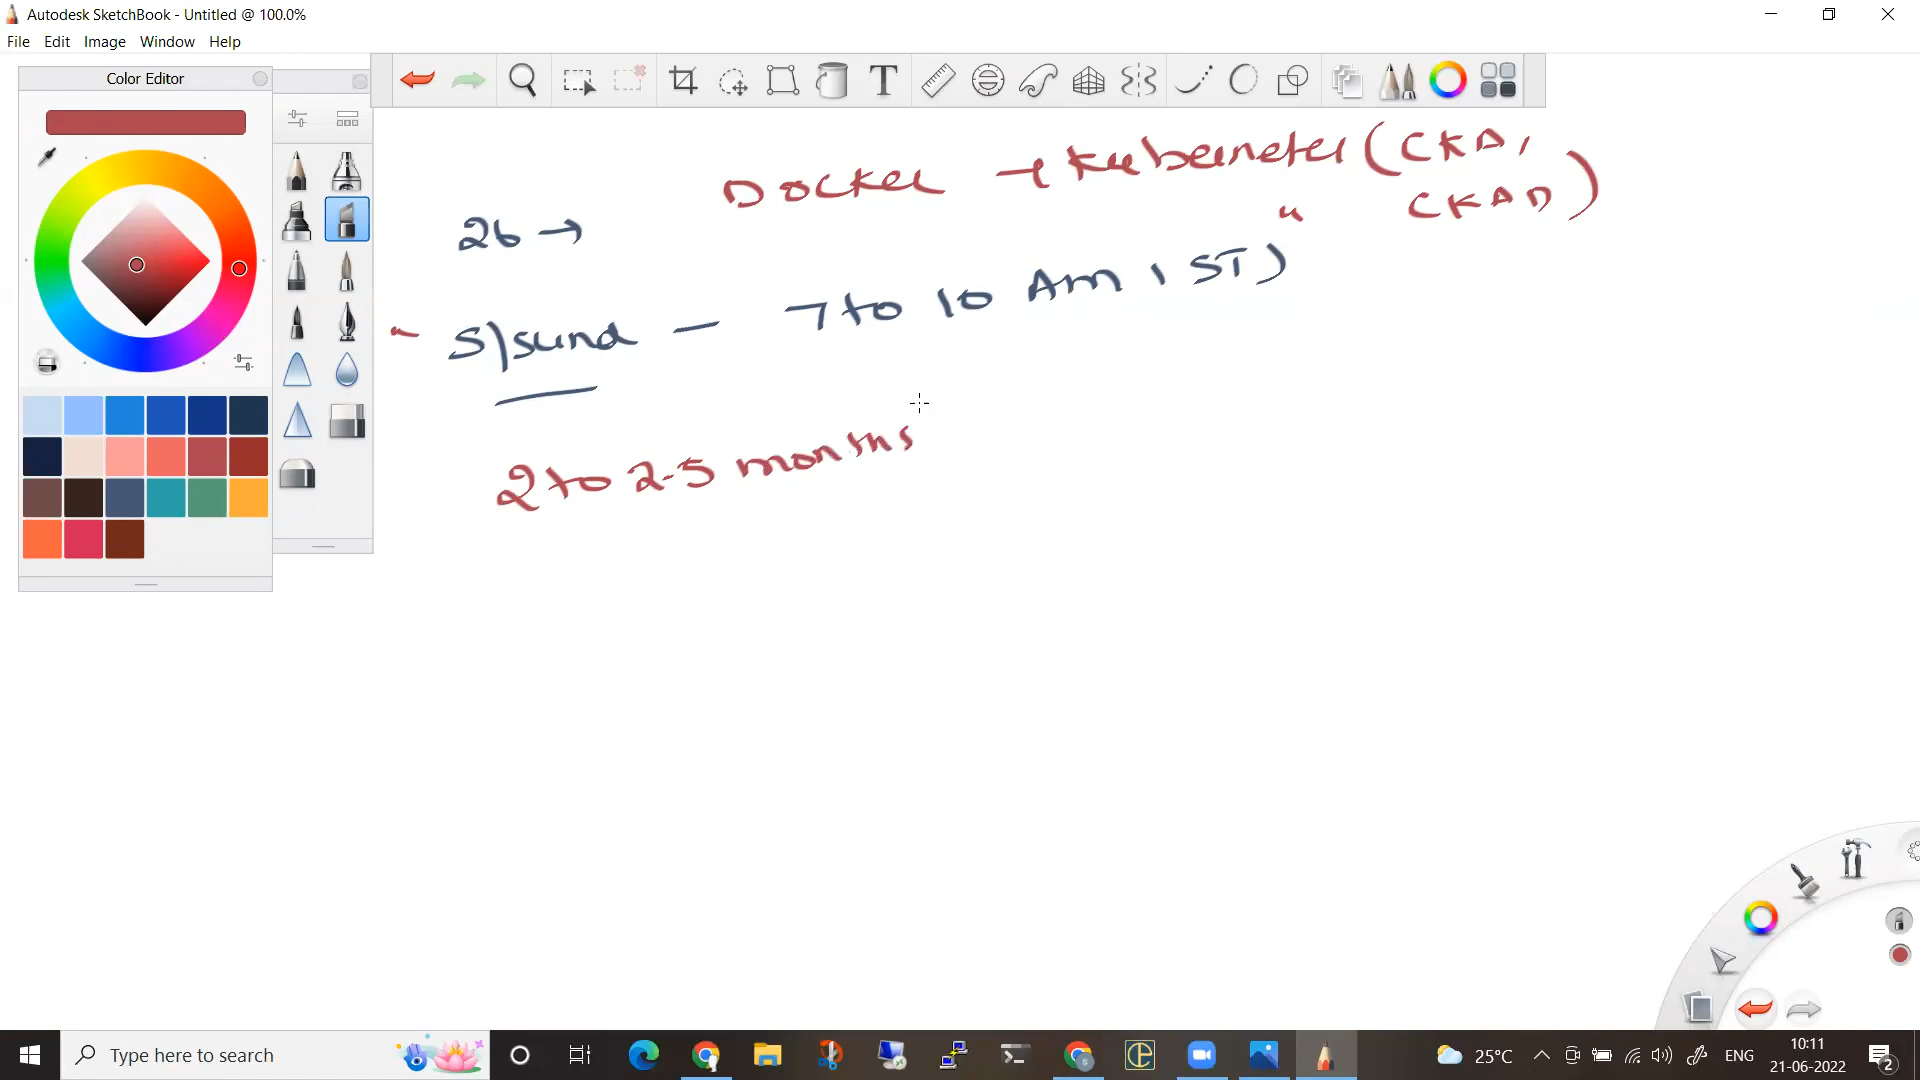 Autodesk SketchBook - Untitled @ 100.0%
File Edit Image Window Help
Color Editor
T
Docker → Kubernetes (CKA,
CKAD)
26 →
S/Sund — 7 to 10 Am IST)
2 to 2-5 months
Type here to search
25°C
ENG
10:11
21-06-2022
2